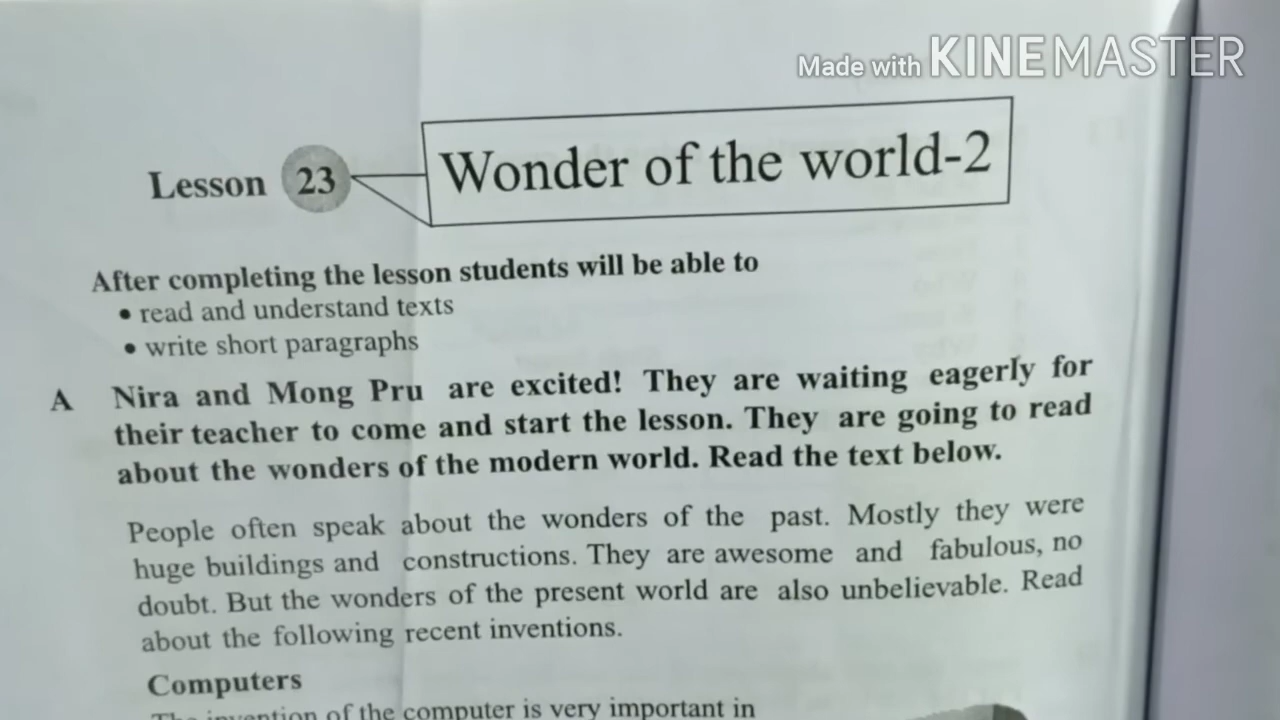 Made with KINEMASTER
Lesson 23 Wonder of the world-2
After completing the lesson students will be able to
• read and understand texts
• write short paragraphs
A Nira and Mong Pru are excited! They are waiting eagerly for
their teacher to come and start the lesson. They are going to read
about the wonders of the modern world. Read the text below.
People often speak about the wonders of the past. Mostly they were
huge buildings and constructions. They are awesome and fabulous, no
doubt. But the wonders of the present world are also unbelievable. Read
about the following recent inventions.
Computers
The invention of the computer is very important in